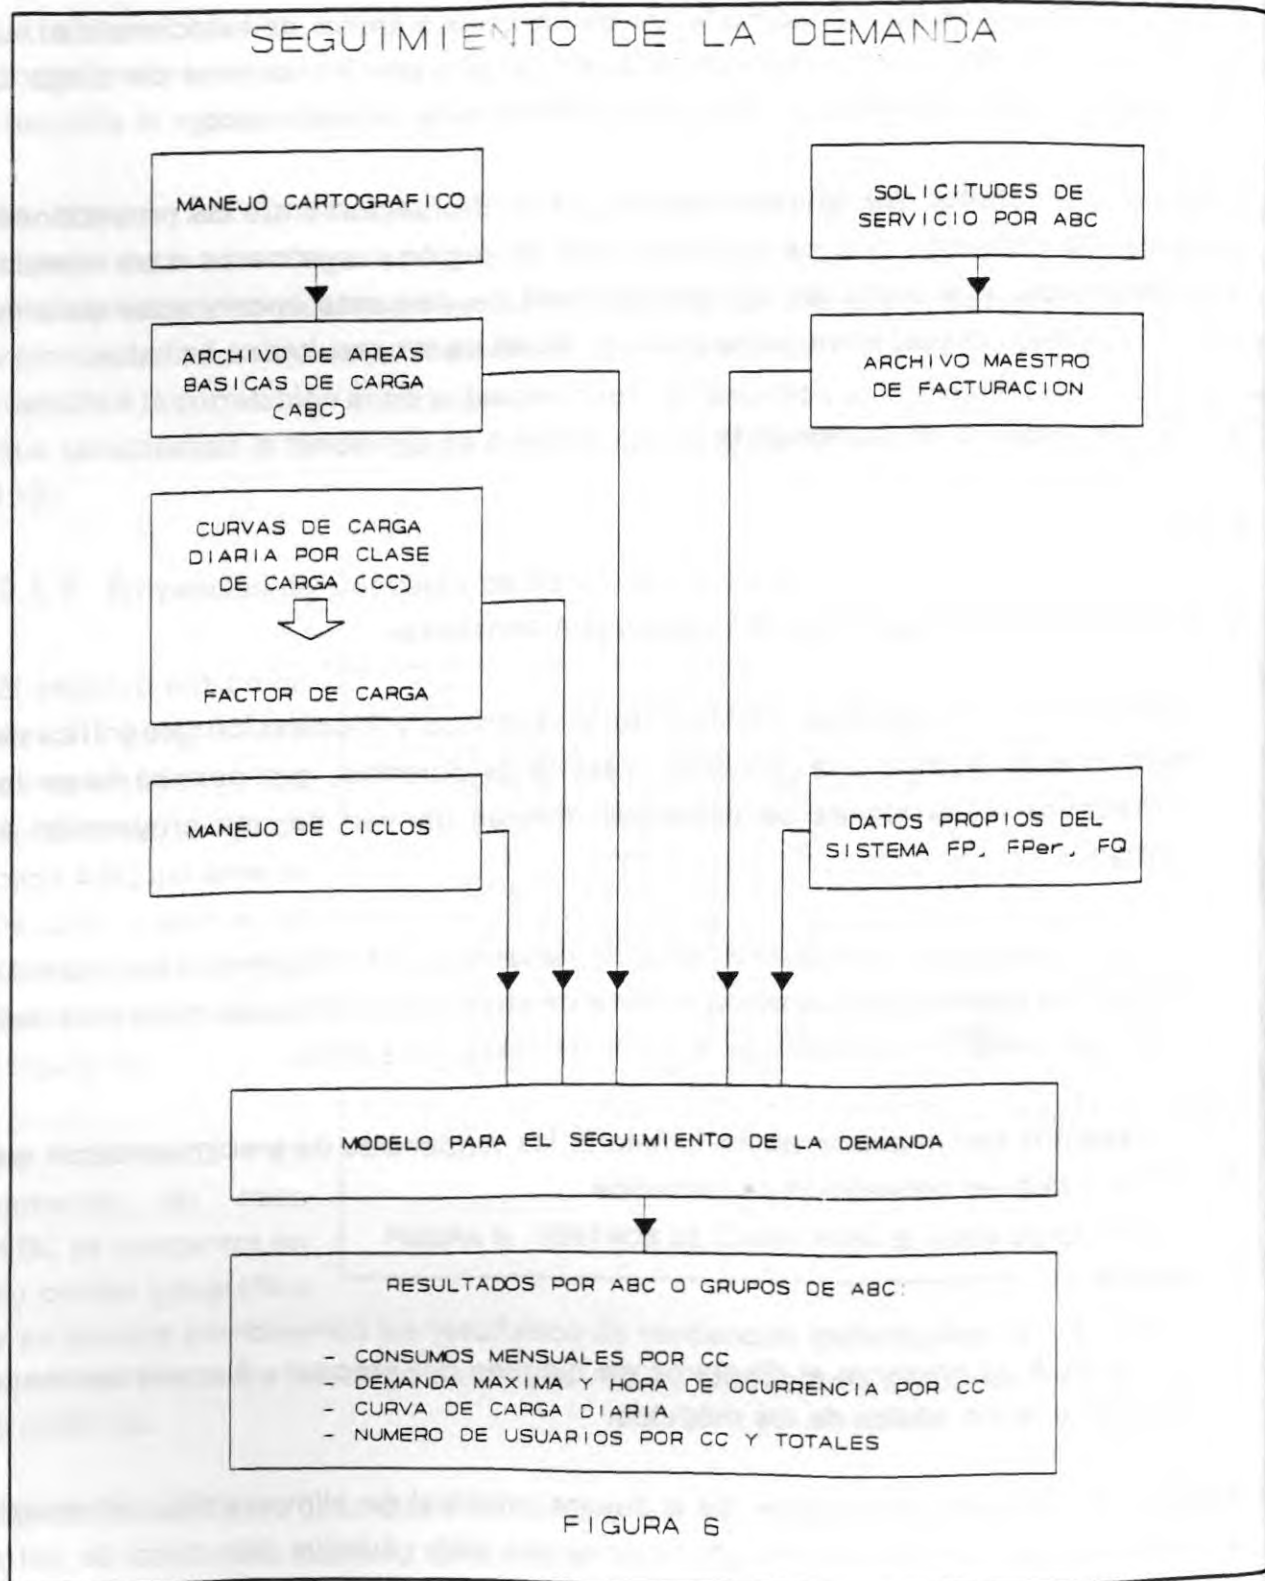 SEGUIMIENTO DE LA DEMANDA
MANEJO CARTOGRAFICO
SOLICITUDES DE
SERVICIO POR ABC
ARCHIVO DE AREAS
BASICAS DE CARGA
(ABC)
ARCHIVO MAESTRO
DE FACTURACION
CURVAS DE CARGA
DIARIA POR CLASE
DE CARGA (CC)
FACTOR DE CARGA
MANEJO DE CICLOS
DATOS PROPIOS DEL
SISTEMA FP, FPer, FQ
MODELO PARA EL SEGUIMIENTO DE LA DEMANDA
RESULTADOS POR ABC O GRUPOS DE ABC:
- CONSUMOS MENSUALES POR CC
- DEMANDA MAXIMA Y HORA DE OCURRENCIA POR CC
- CURVA DE CARGA DIARIA
- NUMERO DE USUARIOS POR CC Y TOTALES
FIGURA 6